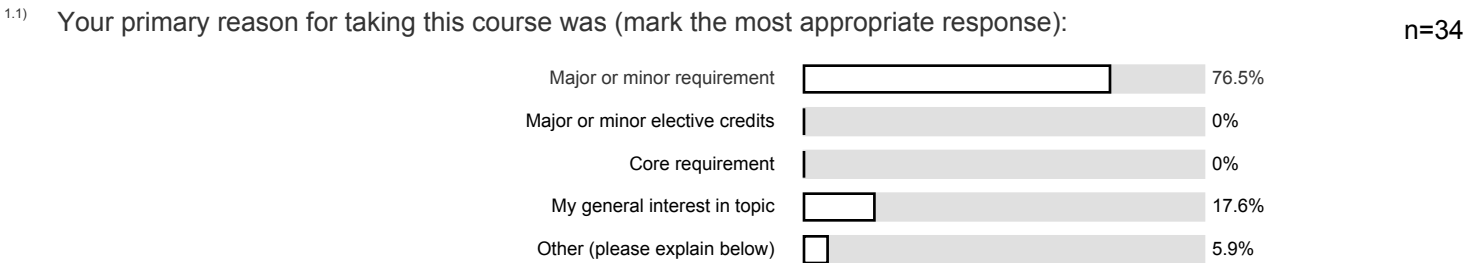 1.1) Your primary reason for taking this course was (mark the most appropriate response): n=34
Major or minor requirement 76.5%
Major or minor elective credits 0%
Core requirement 0%
My general interest in topic 17.6%
Other (please explain below) 5.9%